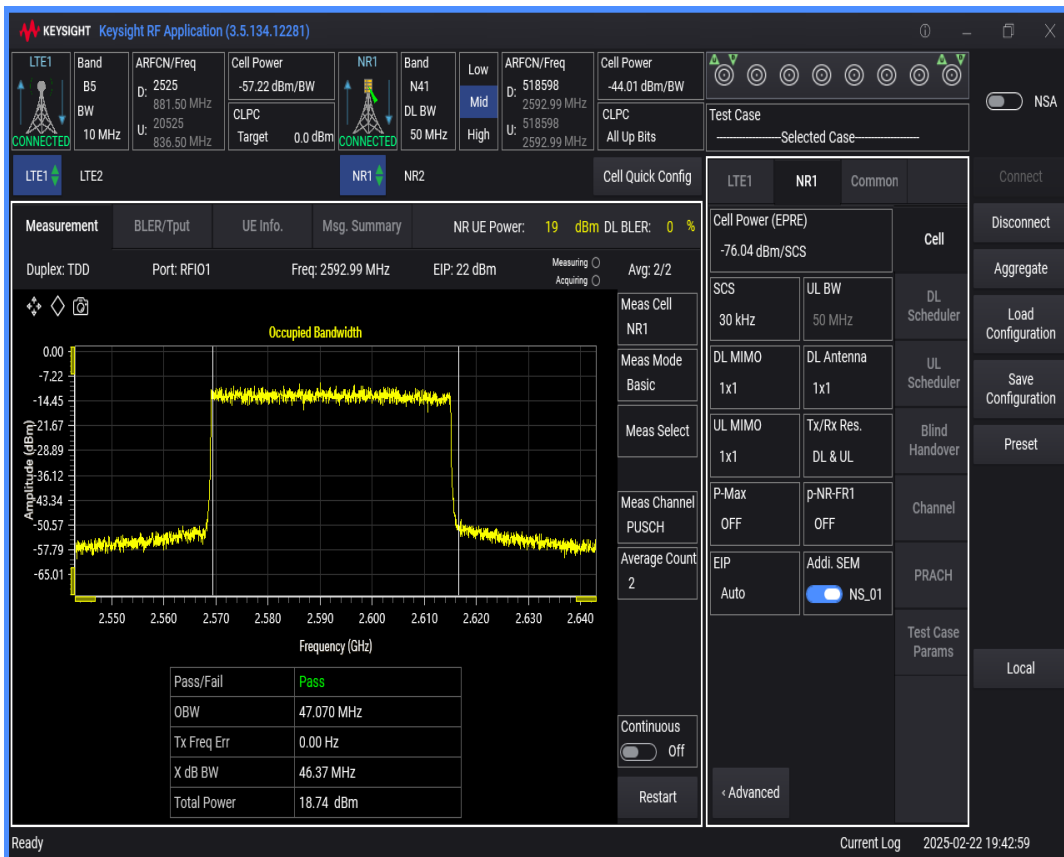 KEYSIGHT Keysight RF Application (3.5.134.12281)
LTE1
CONNECTED
Band
B5
BW
10 MHz
ARFCN/Freq
D: 2525
881.50 MHz
U: 20525
836.50 MHz
Cell Power
-57.22 dBm/BW
CLPC
Target 0.0 dBm
NR1
CONNECTED
Band
N41
DL BW
50 MHz
Low
Mid
High
ARFCN/Freq
D: 518598
2592.99 MHz
U: 518598
2592.99 MHz
Cell Power
-44.01 dBm/BW
CLPC
All Up Bits
Test Case
Selected Case
NSA
LTE1 LTE2 NR1 NR2 Cell Quick Config
Measurement BLER/Tput UE Info. Msg. Summary NR UE Power: 19 dBm DL BLER: 0 %
Duplex: TDD Port: RFIO1 Freq: 2592.99 MHz EIP: 22 dBm Measuring Acquiring Avg: 2/2
Occupied Bandwidth
Amplitude (dBm)
0.00
-7.22
-14.45
-21.67
-28.89
-36.12
-43.34
-50.57
-57.79
-65.01
2.550 2.560 2.570 2.580 2.590 2.600 2.610 2.620 2.630 2.640
Frequency (GHz)
Pass/Fail Pass
OBW 47.070 MHz
Tx Freq Err 0.00 Hz
X dB BW 46.37 MHz
Total Power 18.74 dBm
Meas Cell
NR1
Meas Mode
Basic
Meas Select
Meas Channel
PUSCH
Average Count
2
Continuous
Off
Restart
LTE1 NR1 Common
Cell Power (EPRE)
-76.04 dBm/SCS
SCS
30 kHz
UL BW
50 MHz
DL MIMO
1x1
DL Antenna
1x1
UL MIMO
1x1
Tx/Rx Res.
DL & UL
P-Max
OFF
p-NR-FR1
OFF
EIP
Auto
Addi. SEM
NS_01
‹ Advanced
Cell
DL
Scheduler
UL
Scheduler
Blind
Handover
Channel
PRACH
Test Case
Params
Connect
Disconnect
Aggregate
Load
Configuration
Save
Configuration
Preset
Local
Ready Current Log 2025-02-22 19:42:59